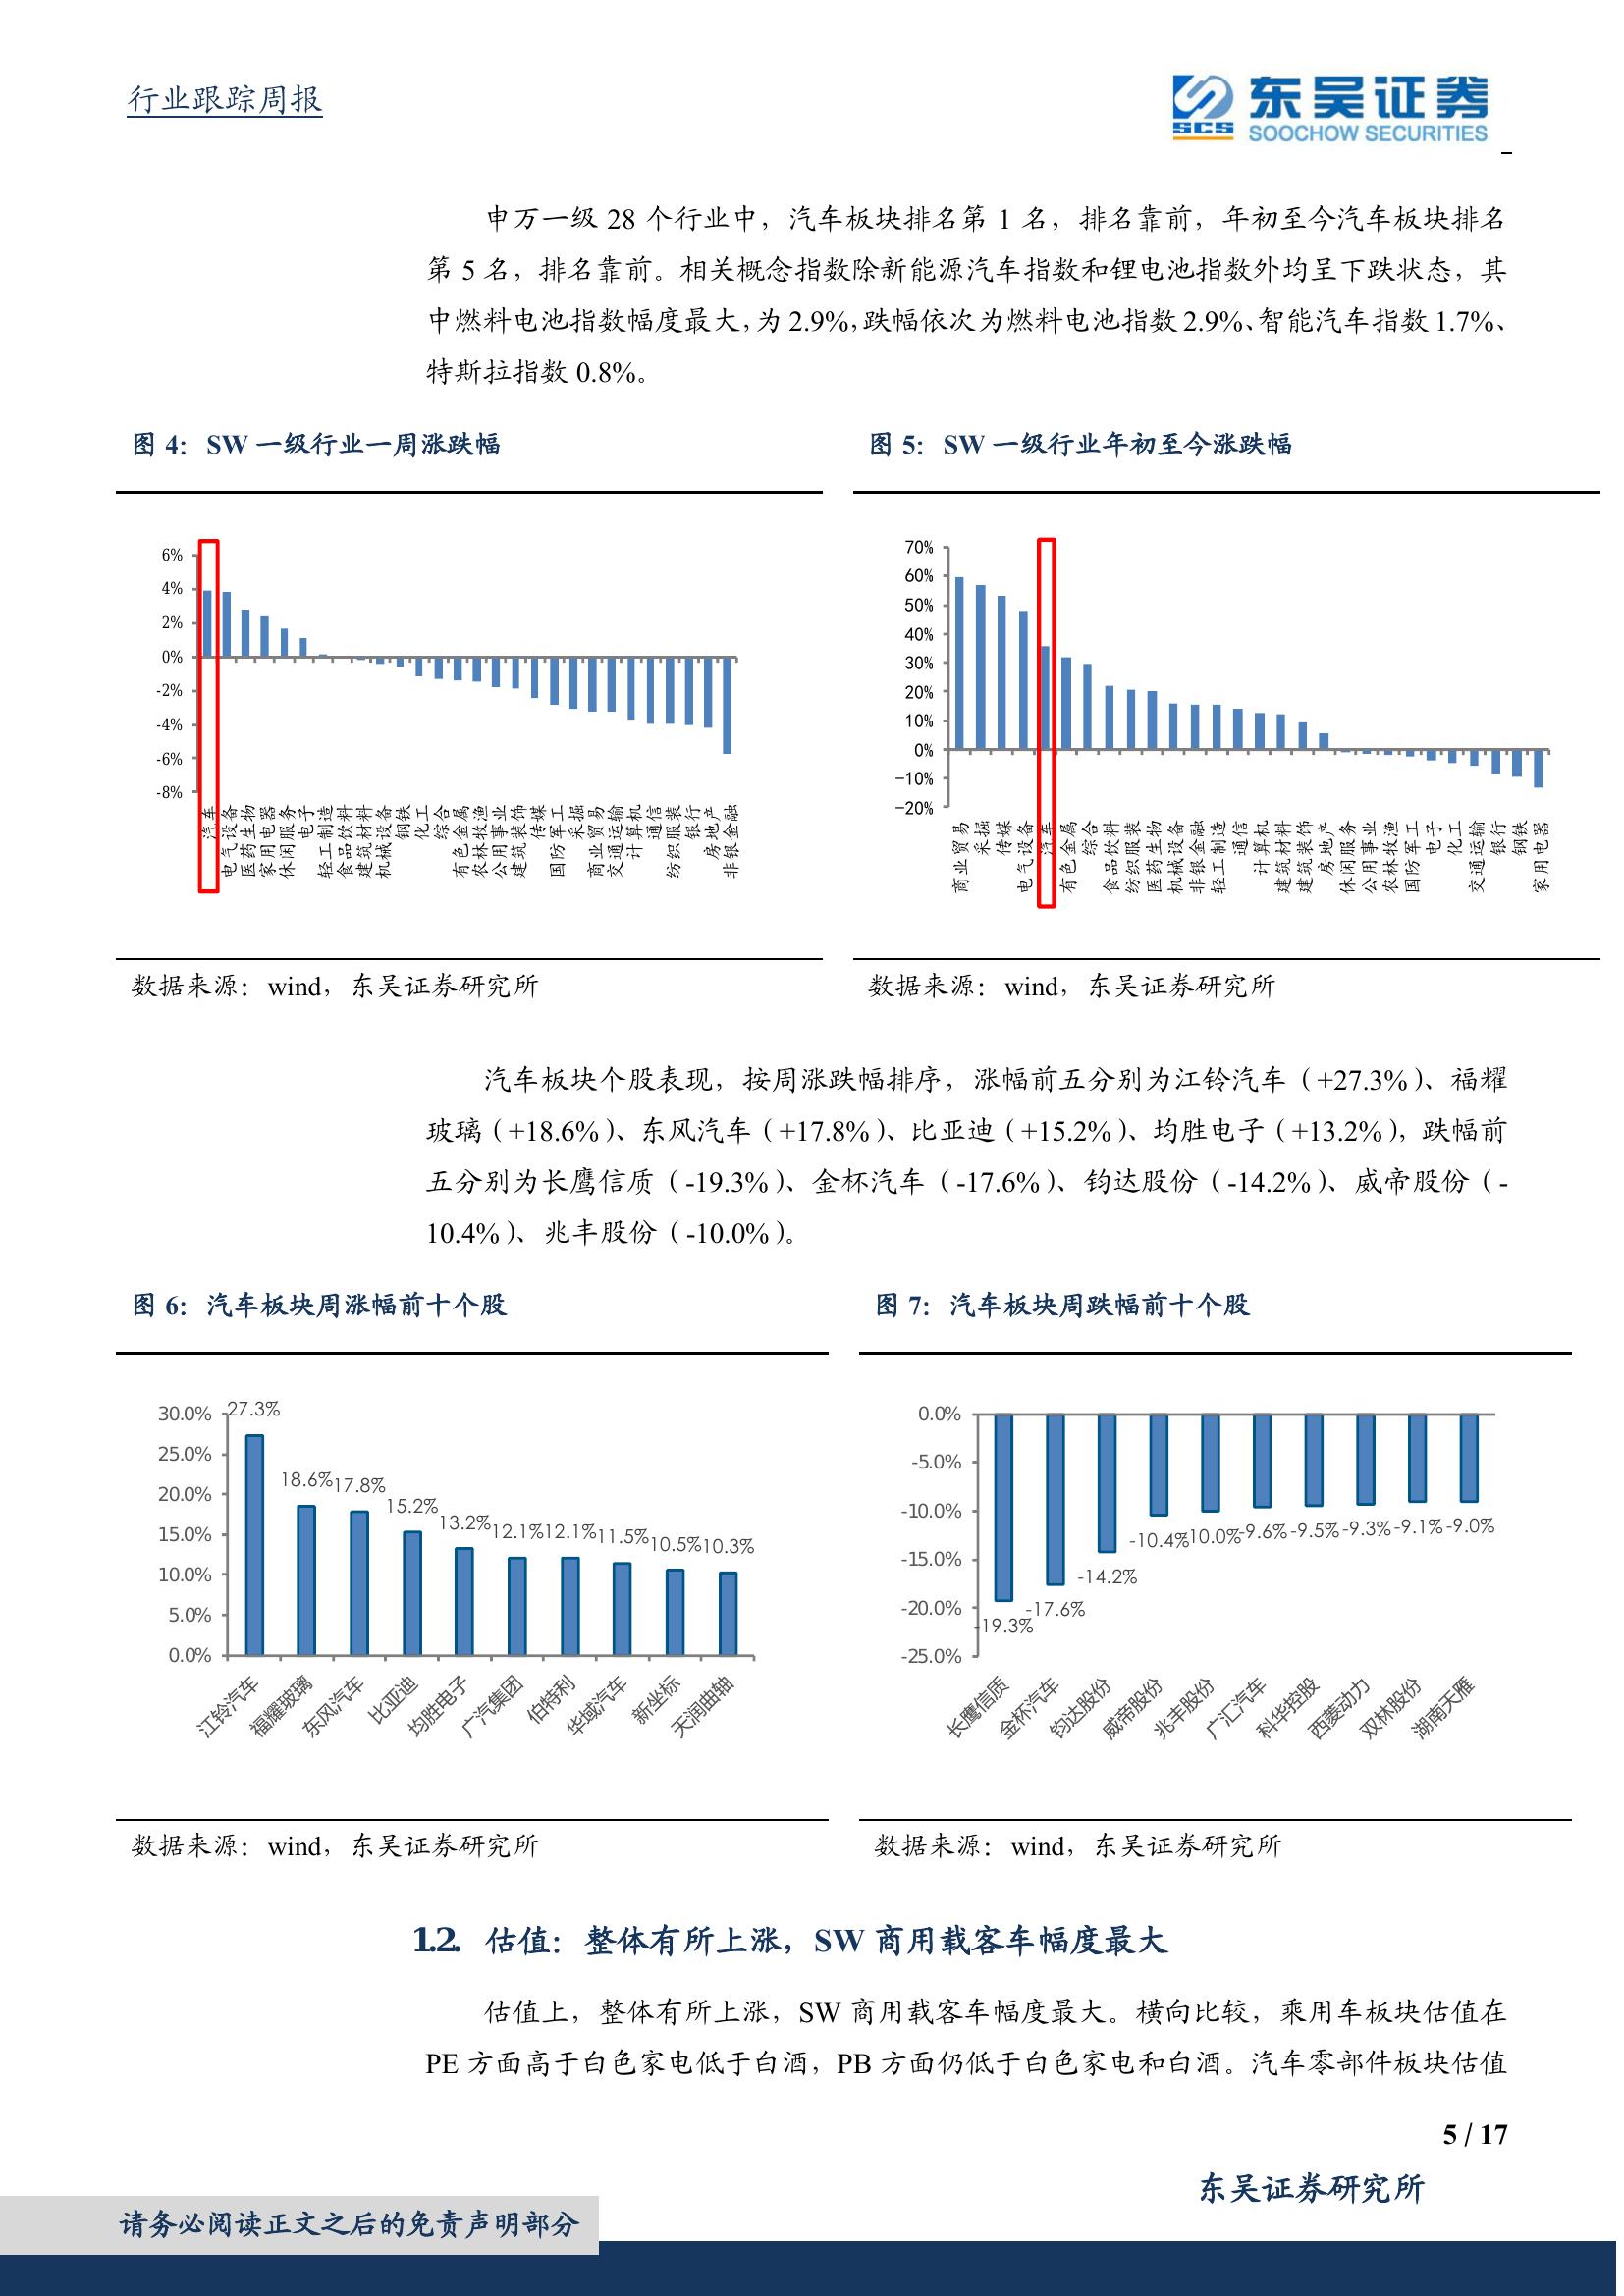 行业跟踪周报
东吴证券
SCS
SOOCHOW SECURITIES
申万一级 28 个行业中，汽车板块排名第 1 名，排名靠前，年初至今汽车板块排名
第 5 名，排名靠前。相关概念指数除新能源汽车指数和锂电池指数外均呈下跌状态，其
中燃料电池指数幅度最大，为 2.9%，跌幅依次为燃料电池指数 2.9%、智能汽车指数 1.7%、
特斯拉指数 0.8%。
图 4： SW 一级行业一周涨跌幅
6%
4%
2%
0%
-2%
-4%
-6%
-8%
汽车
电气设备
医药生物
家用电器
休闲服务
电子
轻工制造
食品饮料
建筑材料
机械设备
钢铁
化工
综合
有色金属
农林牧渔
公用事业
建筑装饰
传媒
国防军工
采掘
商业贸易
交通运输
计算机
通信
纺织服装
银行
房地产
非银金融
数据来源：wind，东吴证券研究所
图 5： SW 一级行业年初至今涨跌幅
70%
60%
50%
40%
30%
20%
10%
0%
-10%
-20%
商业贸易
采掘
传媒
电气设备
汽车
有色金属
综合
食品饮料
纺织服装
医药生物
机械设备
非银金融
轻工制造
通信
计算机
建筑材料
建筑装饰
房地产
休闲服务
公用事业
农林牧渔
国防军工
电子
化工
交通运输
银行
钢铁
家用电器
数据来源：wind，东吴证券研究所
汽车板块个股表现，按周涨跌幅排序，涨幅前五分别为江铃汽车（+27.3%）、福耀
玻璃（+18.6%）、东风汽车（+17.8%）、比亚迪（+15.2%）、均胜电子（+13.2%），跌幅前
五分别为长鹰信质（-19.3%）、金杯汽车（-17.6%）、钧达股份（-14.2%）、威帝股份（-
10.4%）、兆丰股份（-10.0%）。
图 6： 汽车板块周涨幅前十个股
30.0%
25.0%
20.0%
15.0%
10.0%
5.0%
0.0%
27.3%
18.6%
17.8%
15.2%
13.2%
12.1%
12.1%
11.5%
10.5%
10.3%
江铃汽车
福耀玻璃
东风汽车
比亚迪
均胜电子
广汽集团
伯特利
华域汽车
新坐标
天润曲轴
数据来源：wind，东吴证券研究所
图 7： 汽车板块周跌幅前十个股
0.0%
-5.0%
-10.0%
-15.0%
-20.0%
-25.0%
-19.3%
-17.6%
-14.2%
-10.4%
10.0%
-9.6%
-9.5%
-9.3%
-9.1%
-9.0%
长鹰信质
金杯汽车
钧达股份
威帝股份
兆丰股份
广汇汽车
科华控股
西菱动力
双林股份
湖南天雁
数据来源：wind，东吴证券研究所
1.2. 估值：整体有所上涨，SW 商用载客车幅度最大
估值上，整体有所上涨，SW 商用载客车幅度最大。横向比较，乘用车板块估值在
PE 方面高于白色家电低于白酒，PB 方面仍低于白色家电和白酒。汽车零部件板块估值
5 / 17
东吴证券研究所
请务必阅读正文之后的免责声明部分